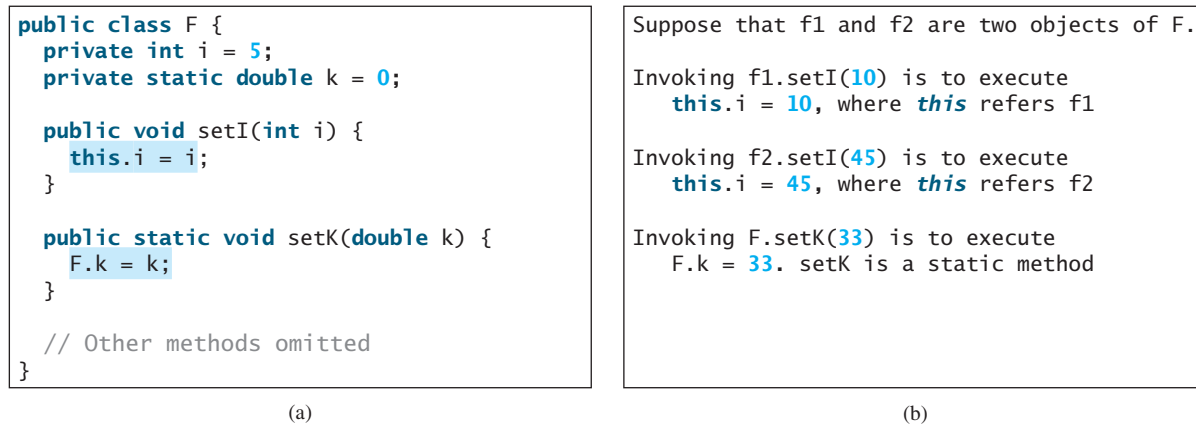 public class F {
private int i = 5;
private static double k = 0;
public void setI(int i) {
this.i = i;
}
public static void setK(double k) {
F.k = k;
}
// Other methods omitted
}
(a)
Suppose that f1 and f2 are two objects of F.
Invoking f1.setI(10) is to execute
this.i = 10, where this refers f1
Invoking f2.setI(45) is to execute
this.i = 45, where this refers f2
Invoking F.setK(33) is to execute
F.k = 33. setK is a static method
(b)